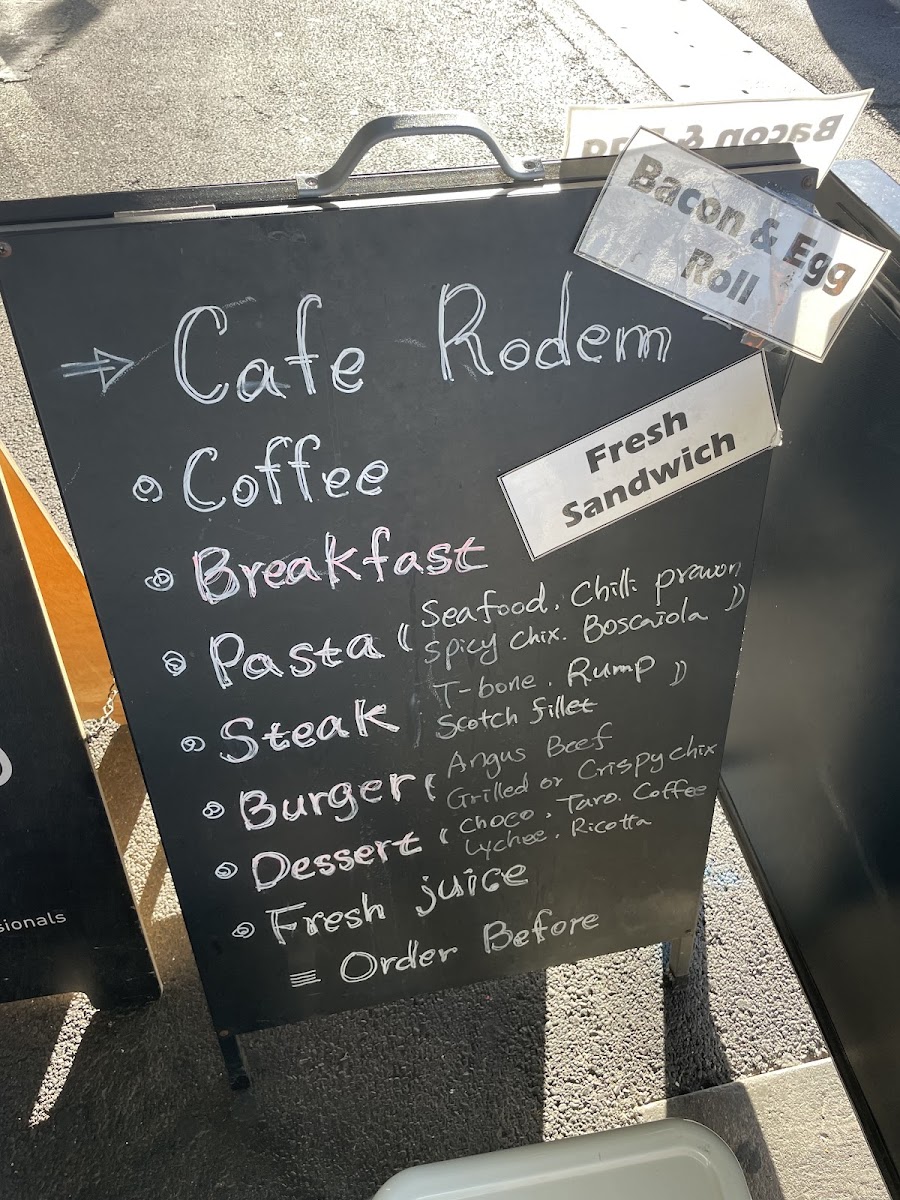 Bacon & Egg
Bacon & Egg
Roll
⇒ Cafe Rodem
Fresh
Sandwich
Coffee
Breakfast
Pasta ( Seafood. Chilli prawon
Spicy Chix. Boscaiola )
Steak ( T-bone. Rump )
Scotch fillet
Burger ( Angus Beef
Grilled or Crispy chix
Dessert ( Choco. Taro. Coffee
Lychee. Ricotta
Fresh juice
≡ Order Before
sionals